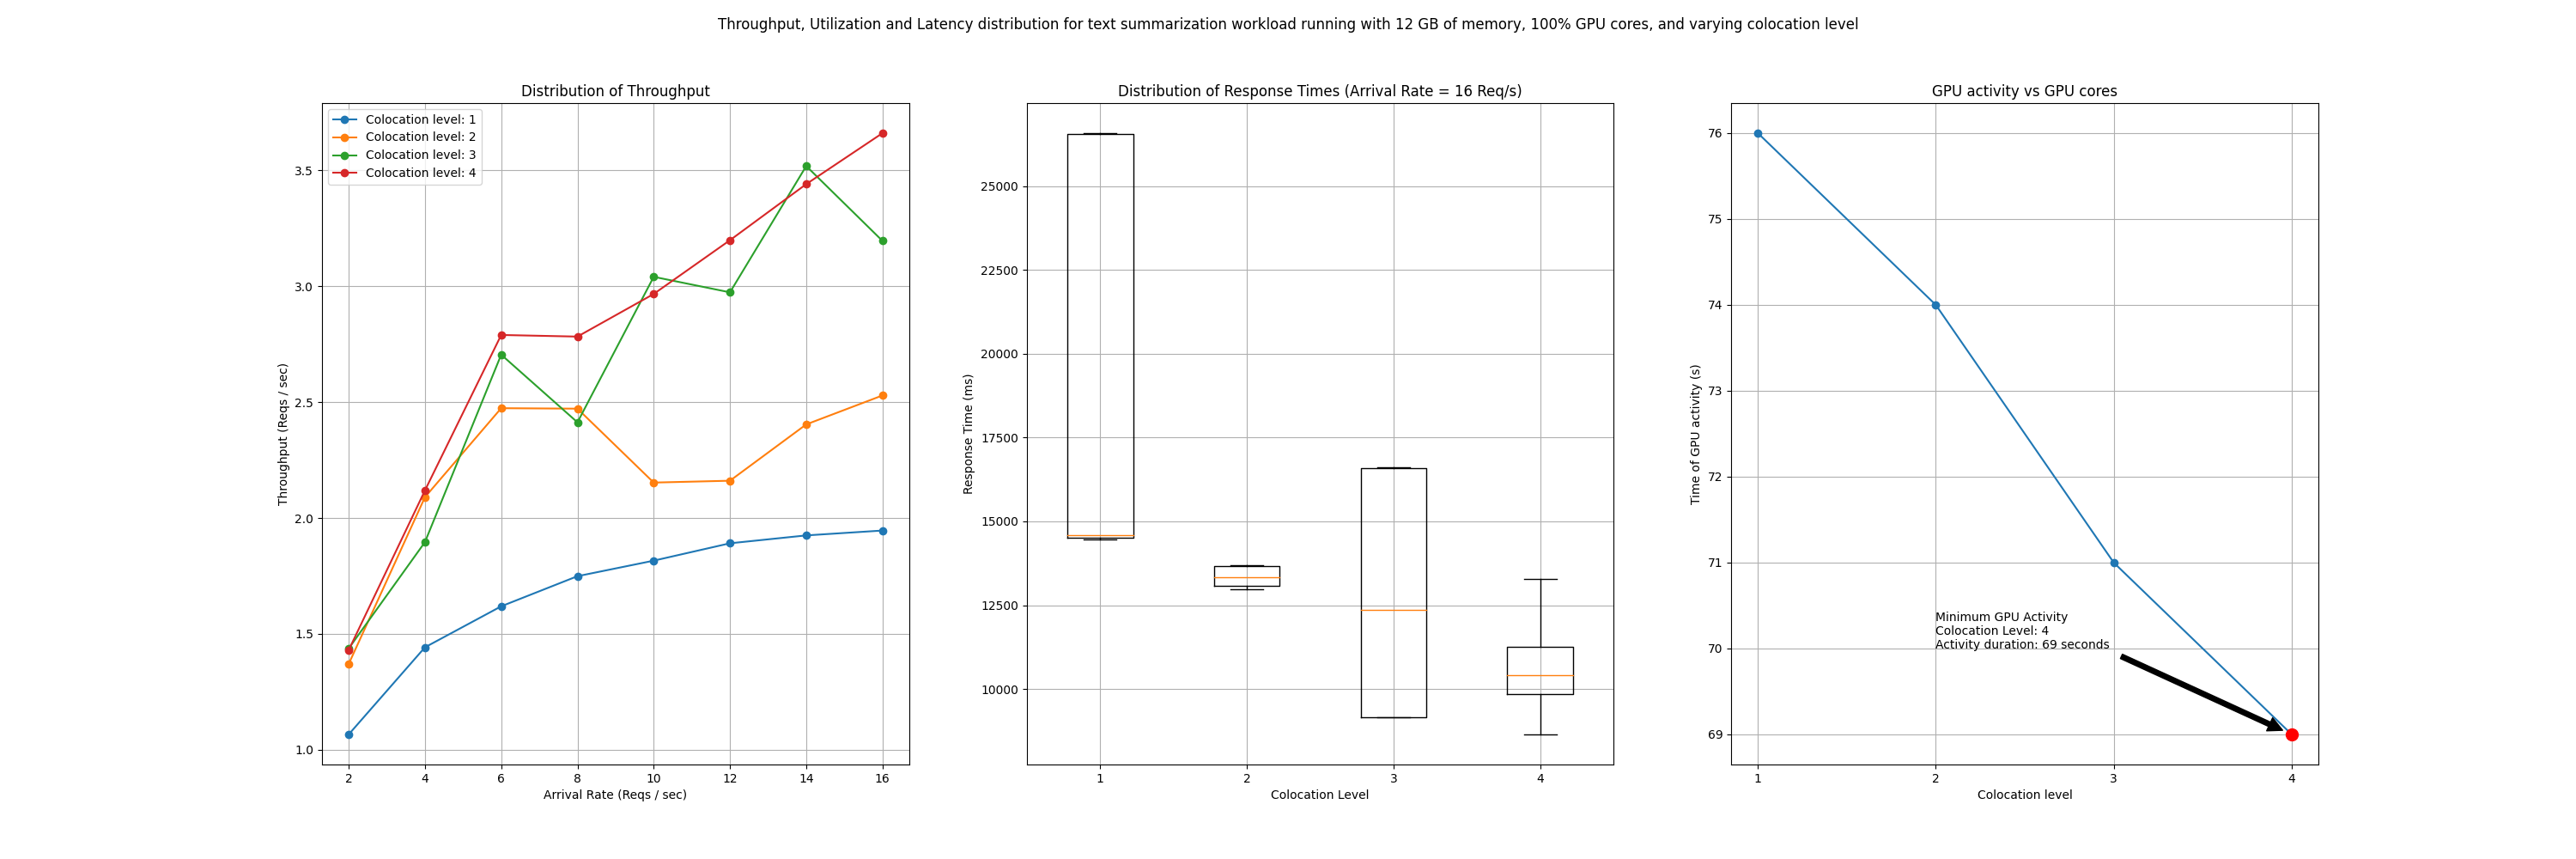 Throughput, Utilization and Latency distribution for text summarization workload running with 12 GB of memory, 100% GPU cores, and varying colocation level
Distribution of Throughput
Colocation level: 1
Colocation level: 2
Colocation level: 3
Colocation level: 4
3.5
3.0
2.5
2.0
1.5
1.0
Throughput (Reqs / sec)
2 4 6 8 10 12 14 16
Arrival Rate (Reqs / sec)
Distribution of Response Times (Arrival Rate = 16 Req/s)
25000
22500
20000
17500
15000
12500
10000
Response Time (ms)
1 2 3 4
Colocation Level
GPU activity vs GPU cores
76
75
74
73
72
71
70
69
Time of GPU activity (s)
Minimum GPU Activity
Colocation Level: 4
Activity duration: 69 seconds
1 2 3 4
Colocation level